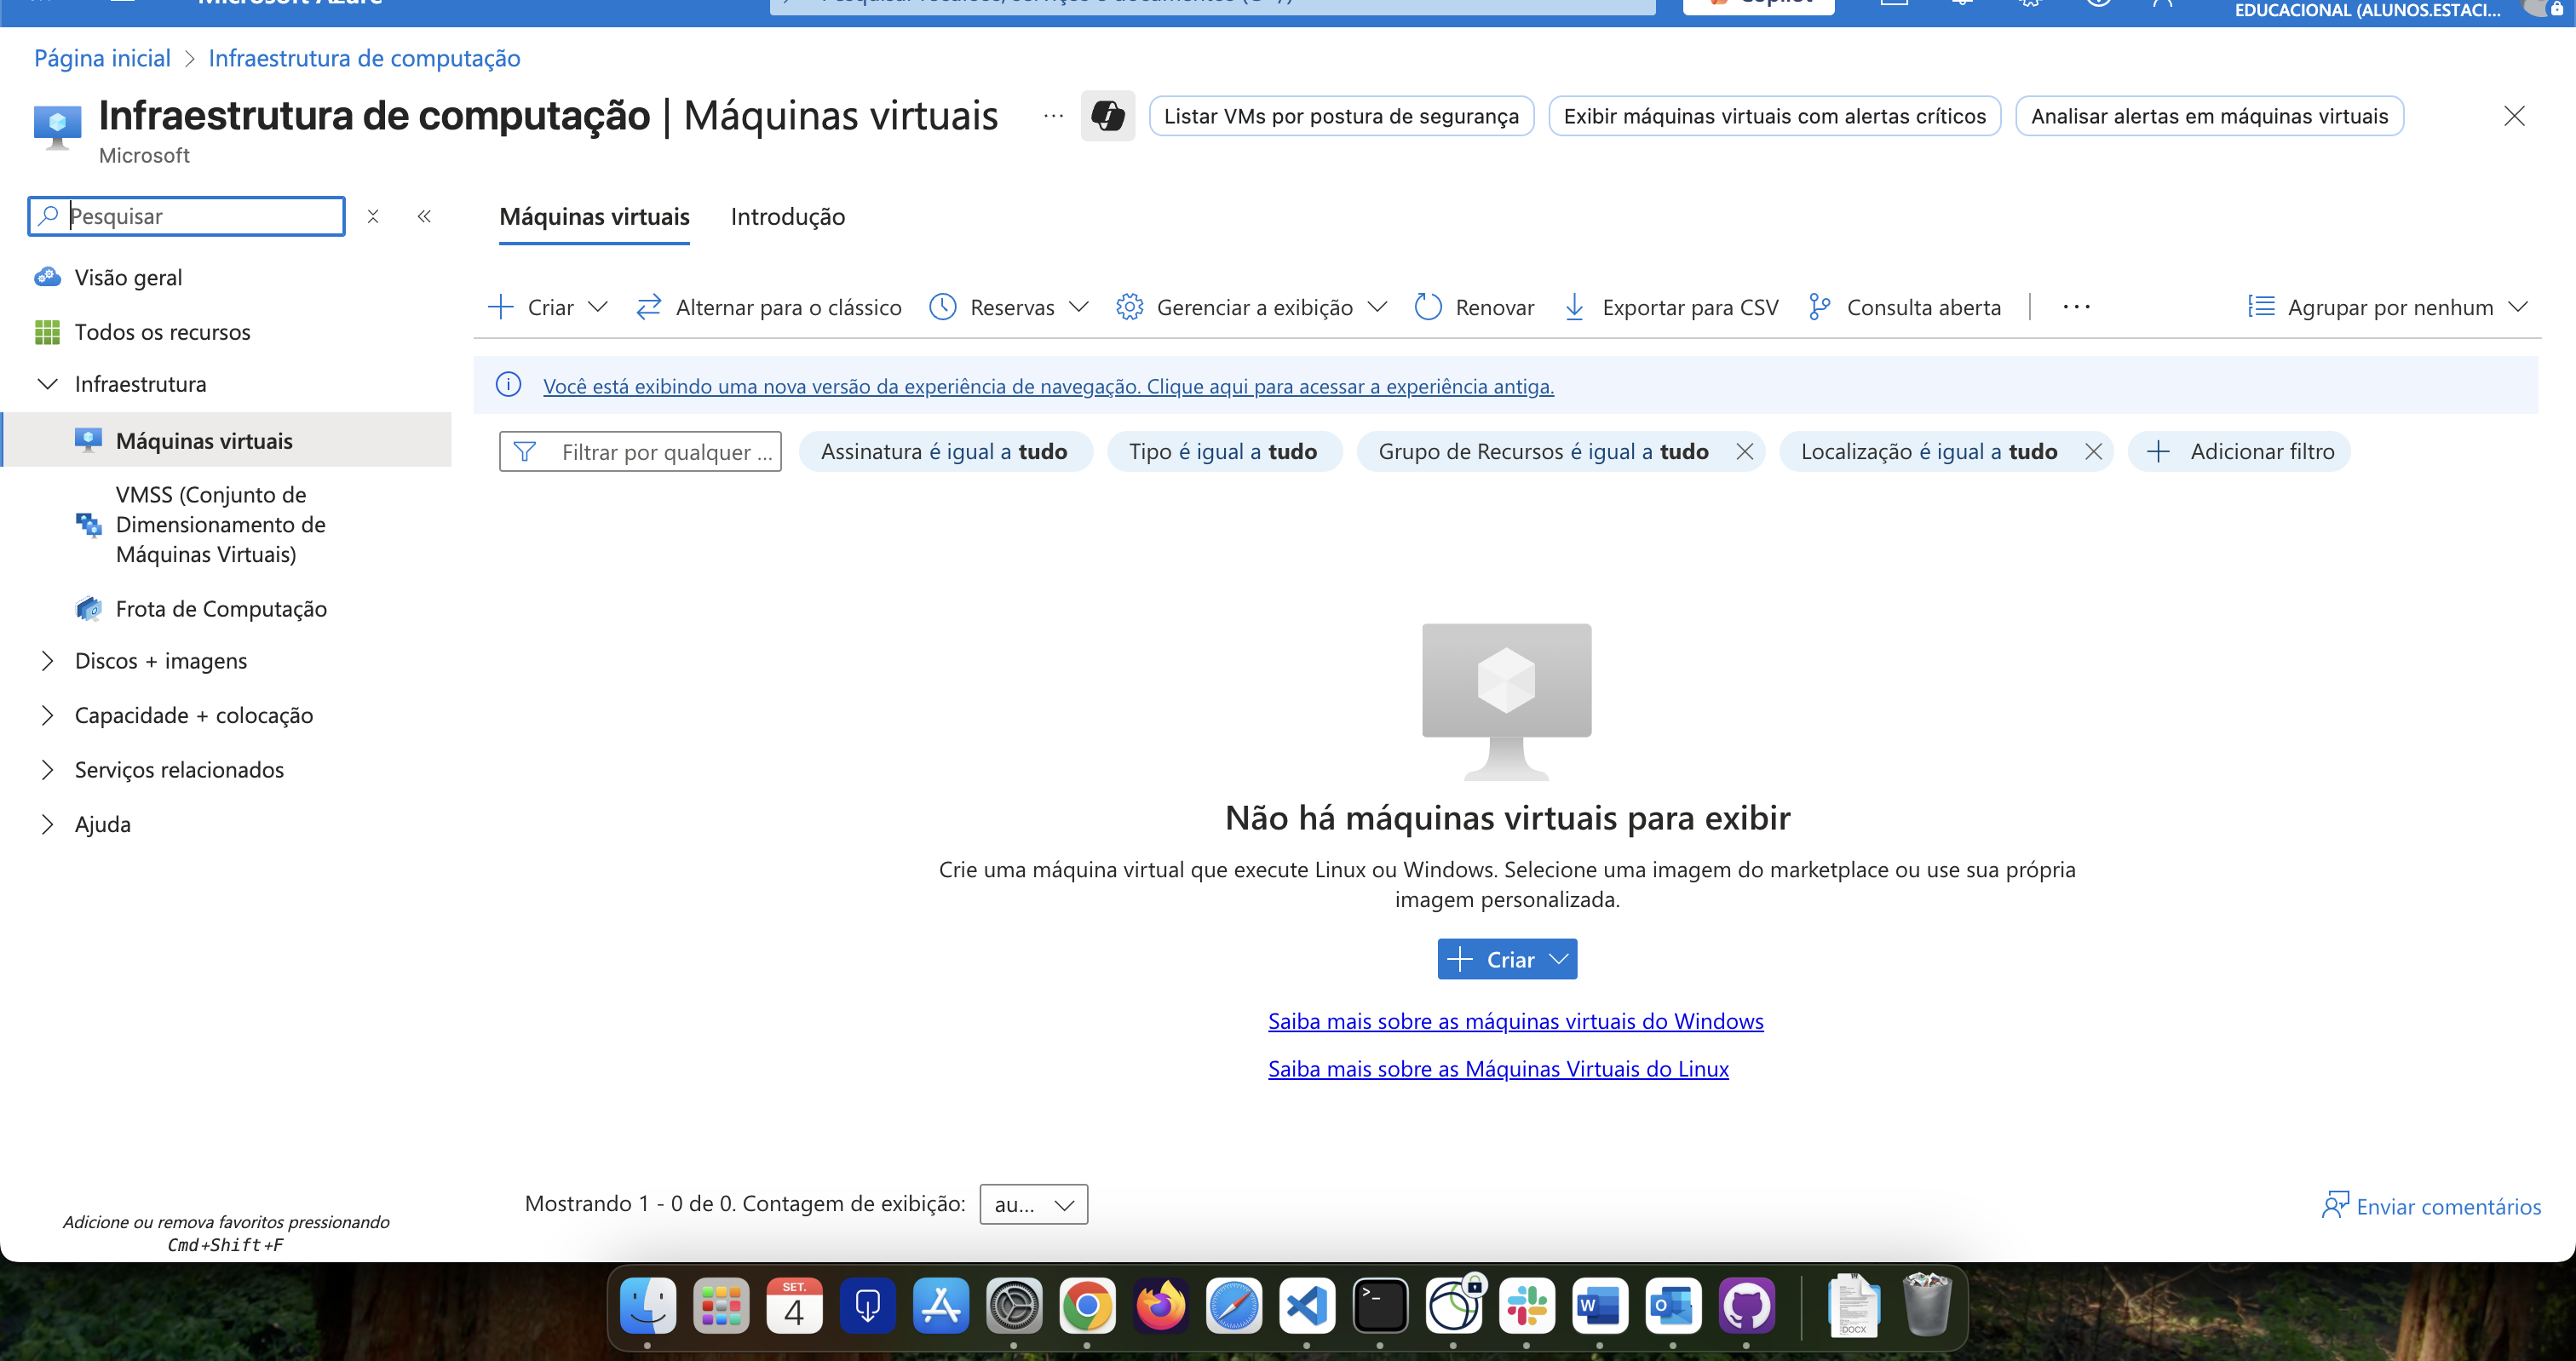 Microsoft Azure
Copilot
EDUCACIONAL (ALUNOS.ESTACI...
Página inicial > Infraestrutura de computação
Infraestrutura de computação | Máquinas virtuais ...
Listar VMs por postura de segurança
Exibir máquinas virtuais com alertas críticos
Analisar alertas em máquinas virtuais
Microsoft
Pesquisar
Máquinas virtuais
Introdução
Visão geral
Todos os recursos
Infraestrutura
Máquinas virtuais
VMSS (Conjunto de
Dimensionamento de
Máquinas Virtuais)
Frota de Computação
Discos + imagens
Capacidade + colocação
Serviços relacionados
Ajuda
Adicione ou remova favoritos pressionando
Cmd+Shift+F
Criar
Alternar para o clássico
Reservas
Gerenciar a exibição
Renovar
Exportar para CSV
Consulta aberta
...
Agrupar por nenhum
Você está exibindo uma nova versão da experiência de navegação. Clique aqui para acessar a experiência antiga.
Filtrar por qualquer ...
Assinatura é igual a tudo
Tipo é igual a tudo
Grupo de Recursos é igual a tudo
Localização é igual a tudo
Adicionar filtro
Não há máquinas virtuais para exibir
Crie uma máquina virtual que execute Linux ou Windows. Selecione uma imagem do marketplace ou use sua própria
imagem personalizada.
Criar
Saiba mais sobre as máquinas virtuais do Windows
Saiba mais sobre as Máquinas Virtuais do Linux
Mostrando 1 - 0 de 0. Contagem de exibição:
au...
Enviar comentários
SET.
4
W
O
DOCX